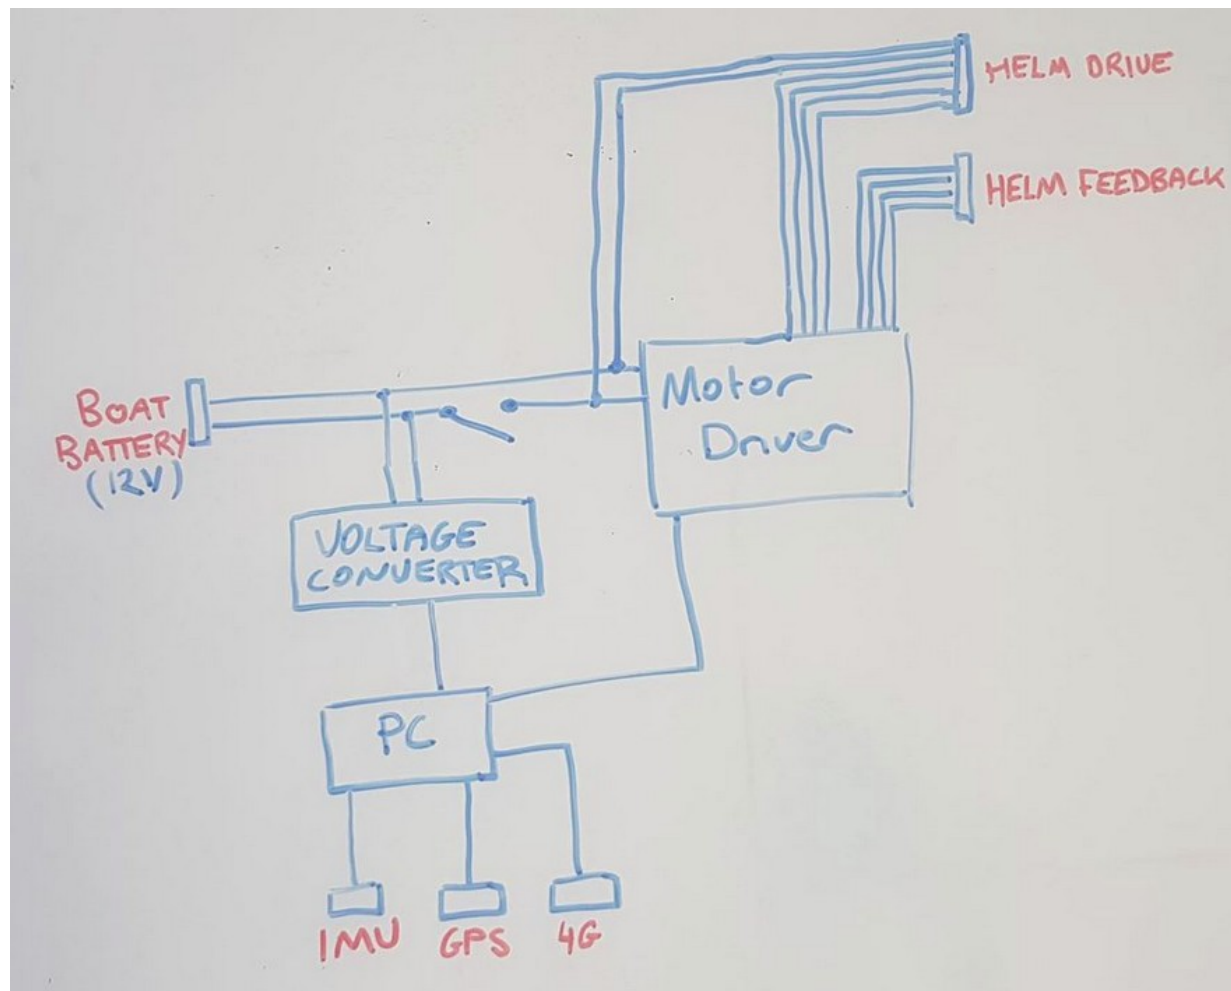 HELM DRIVE
HELM FEEDBACK
Motor
Driver
BOAT
BATTERY
(12V)
VOLTAGE
CONVERTER
PC
IMU
GPS
4G